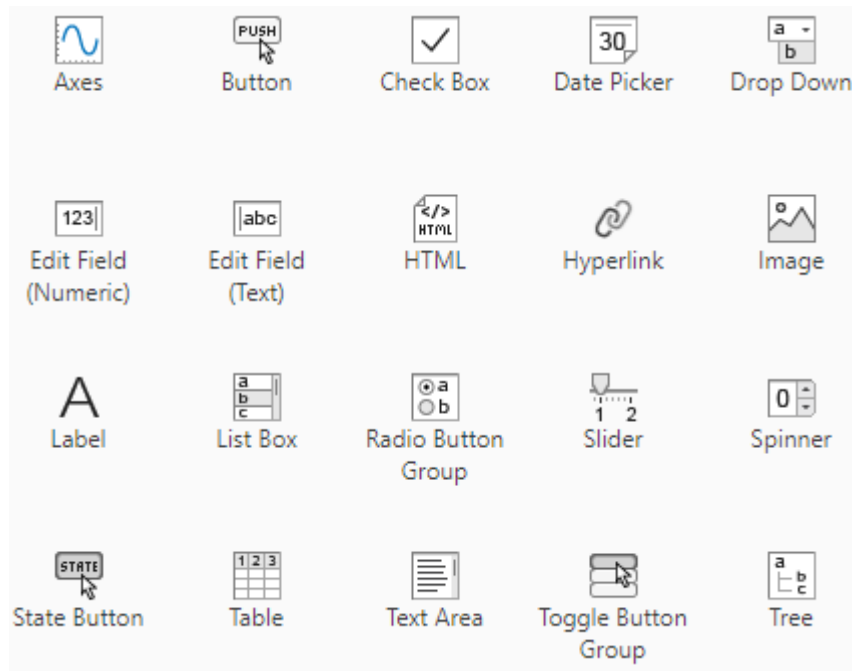 PUSH
30
a
b
Axes
Button
Check Box
Date Picker
Drop Down
123
abc
</>
HTML
Edit Field
(Numeric)
Edit Field
(Text)
HTML
Hyperlink
Image
A
a
b
c
a
b
1 2
0
Label
List Box
Radio Button
Group
Slider
Spinner
STATE
1 2 3
a
b
c
State Button
Table
Text Area
Toggle Button
Group
Tree